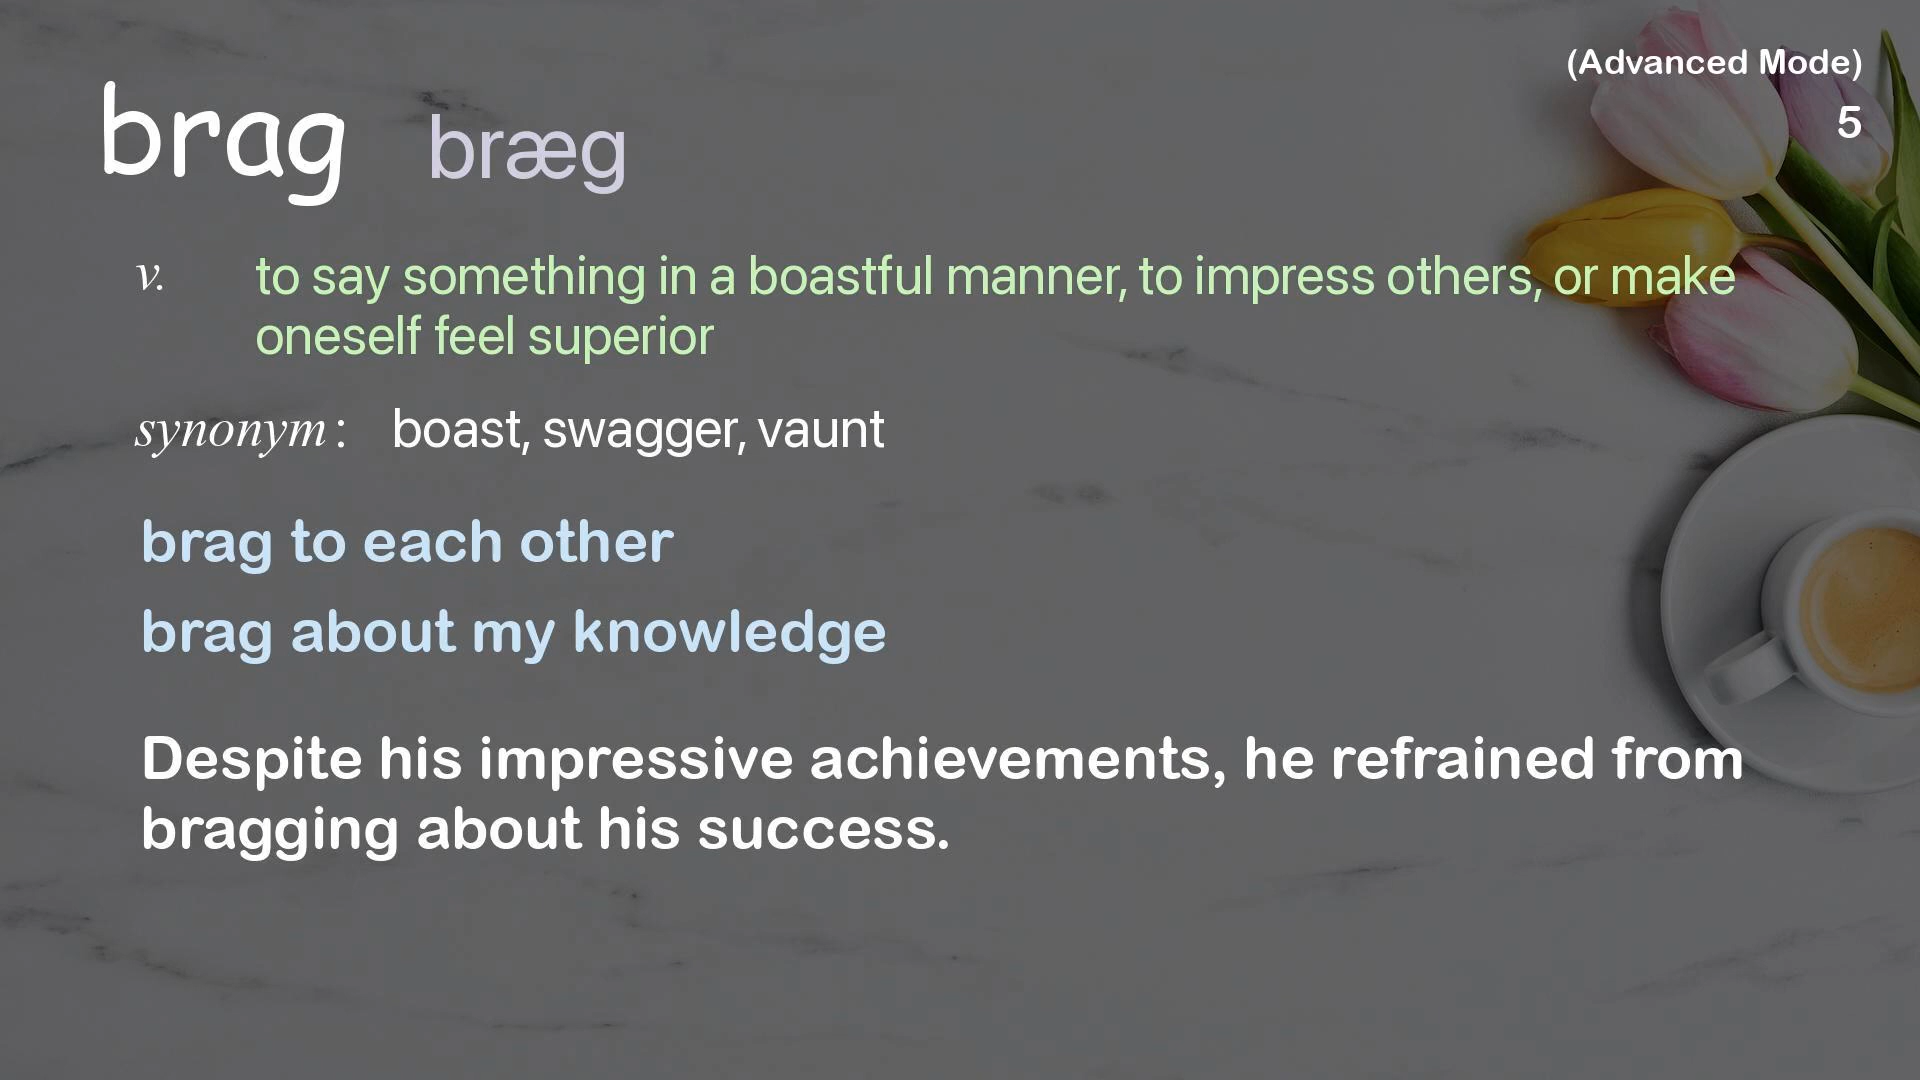 (Advanced Mode)
5
brag bræg
v. to say something in a boastful manner, to impress others, or make
oneself feel superior
synonym: boast, swagger, vaunt
brag to each other
brag about my knowledge
Despite his impressive achievements, he refrained from
bragging about his success.